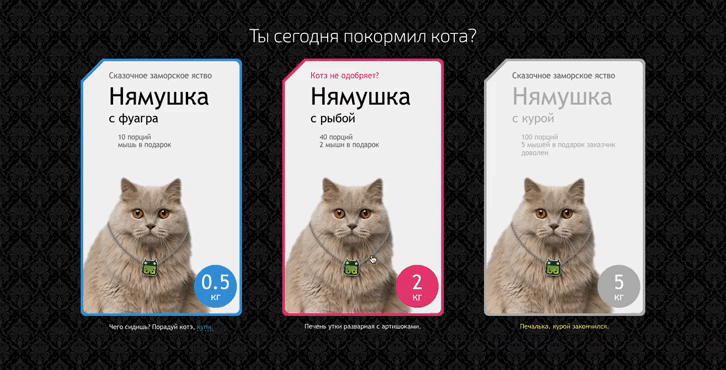 Ты сегодня покормил кота?
Сказочное заморское яство
Нямушка
с фуагра
10 порций
мышь в подарок
0.5
кг
Чего сидишь? Порадуй котэ, купи.
Котэ не одобряет?
Нямушка
с рыбой
40 порций
2 мыши в подарок
2
кг
Печень утки разварная с артишоками.
Сказочное заморское яство
Нямушка
с курой
100 порций
5 мышей в подарок заказчик
доволен
5
кг
Печалька, курой закончился.